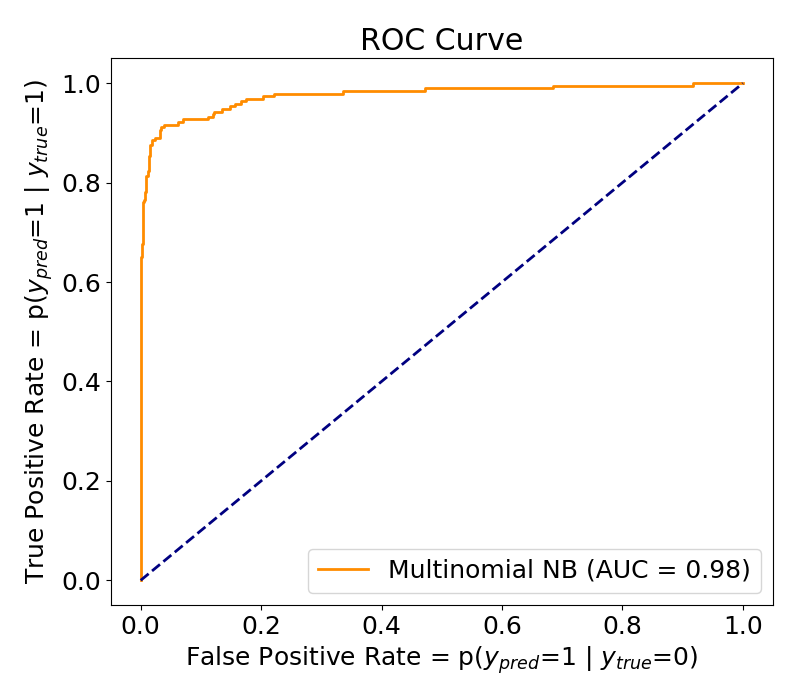 ROC Curve
True Positive Rate = p(y_pred=1 | y_true=1)
1.0
0.8
0.6
0.4
0.2
0.0
Multinomial NB (AUC = 0.98)
0.0 0.2 0.4 0.6 0.8 1.0
False Positive Rate = p(y_pred=1 | y_true=0)